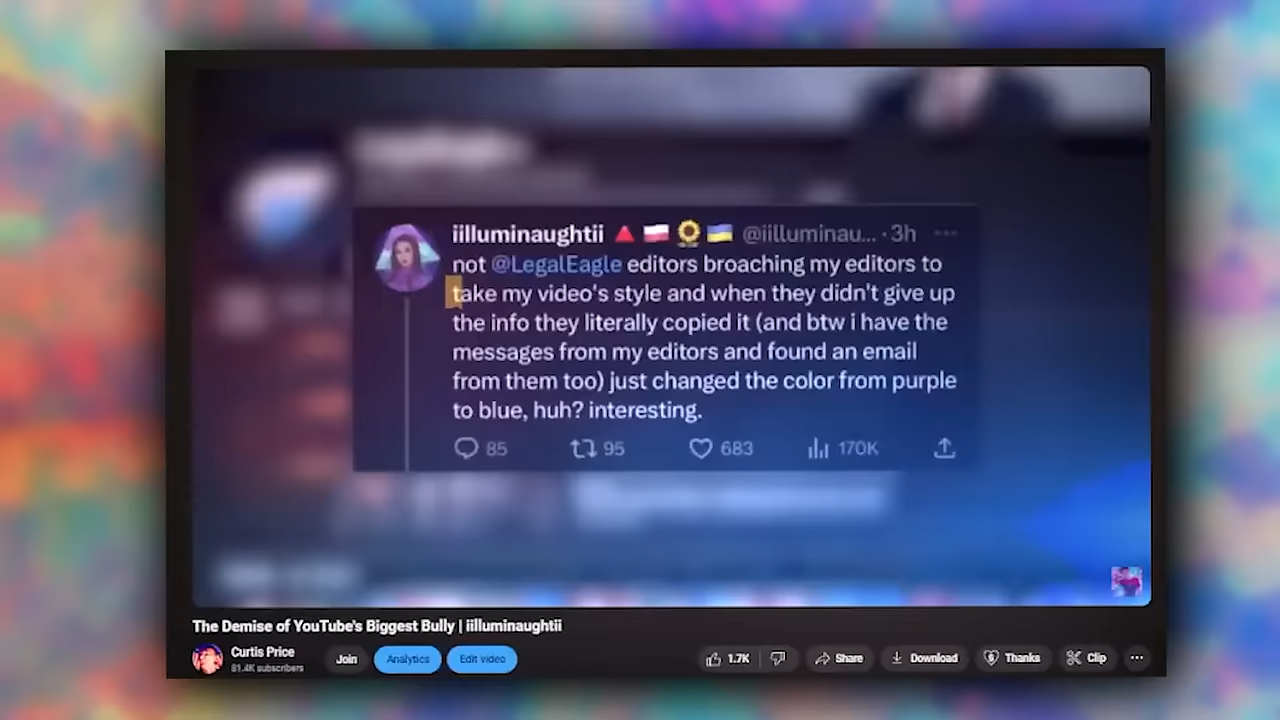 iilluminaughtii 🔺 🇵🇱 🌻 🇺🇦 @iilluminau... · 3h ···
not @LegalEagle editors broaching my editors to
take my video's style and when they didn't give up
the info they literally copied it (and btw i have the
messages from my editors and found an email
from them too) just changed the color from purple
to blue, huh? interesting.
85 95 683 170K
The Demise of YouTube's Biggest Bully | iilluminaughtii
Curtis Price
81.4K subscribers
Join Analytics Edit video 1.7K Share Download Thanks Clip ···